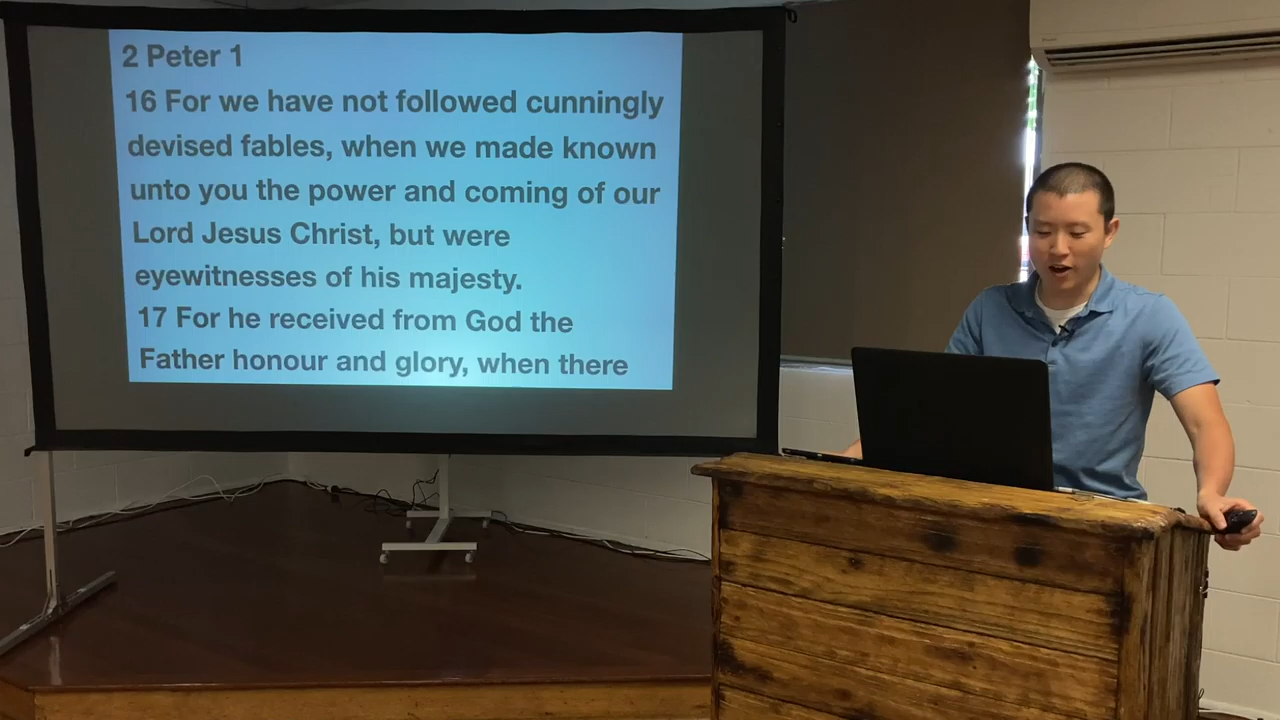 2 Peter 1
16 For we have not followed cunningly
devised fables, when we made known
unto you the power and coming of our
Lord Jesus Christ, but were
eyewitnesses of his majesty.
17 For he received from God the
Father honour and glory, when there